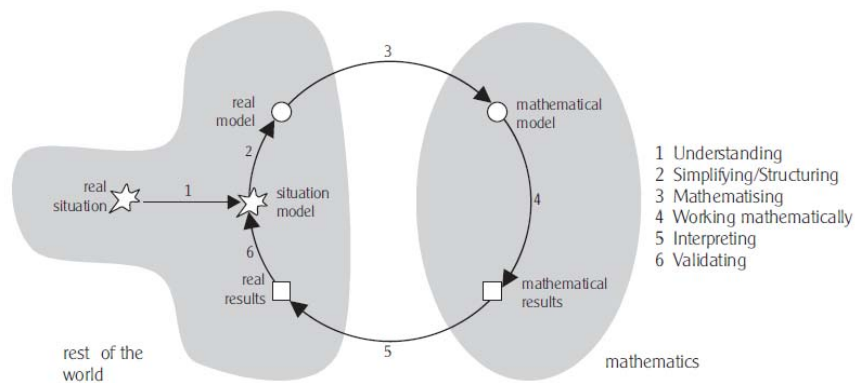 3
real
model
mathematical
model
2
real
situation
1
situation
model
4
6
real
results
mathematical
results
5
rest of the
world
mathematics
1 Understanding
2 Simplifying/Structuring
3 Mathematising
4 Working mathematically
5 Interpreting
6 Validating